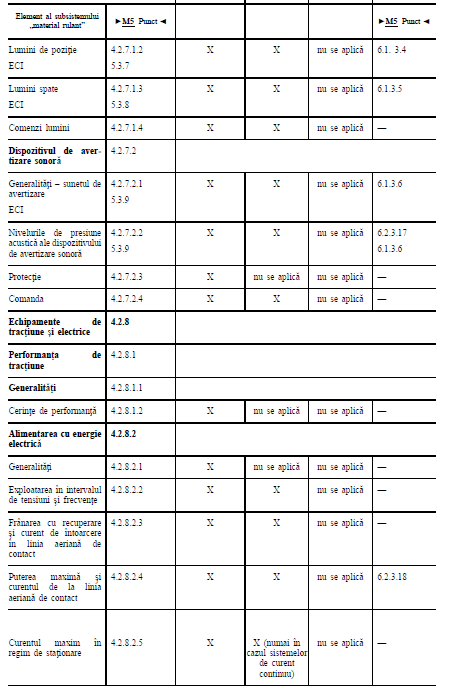 Element al subsistemului
„material rulant”
►M5 Punct ◄
►M5 Punct ◄
Lumini de poziție
ECI
4.2.7.1.2
5.3.7
X
X
nu se aplică
6.1. 3.4
Lumini spate
ECI
4.2.7.1.3
5.3.8
X
X
nu se aplică
6.1.3.5
Comenzi lumini
4.2.7.1.4
X
X
nu se aplică
—
Dispozitivul de aver-
tizare sonoră
4.2.7.2
Generalități – sunetul de
avertizare
ECI
4.2.7.2.1
5.3.9
X
X
nu se aplică
6.1.3.6
Nivelurile de presiune
acustică ale dispozitivului
de avertizare sonoră
4.2.7.2.2
5.3.9
X
X
nu se aplică
6.2.3.17
6.1.3.6
Protecție
4.2.7.2.3
X
nu se aplică
nu se aplică
—
Comanda
4.2.7.2.4
X
X
nu se aplică
—
Echipamente de
tracțiune și electrice
4.2.8
Performanța de
tracțiune
4.2.8.1
Generalități
4.2.8.1.1
Cerințe de performanță
4.2.8.1.2
X
nu se aplică
nu se aplică
—
Alimentarea cu energie
electrică
4.2.8.2
Generalități
4.2.8.2.1
X
nu se aplică
nu se aplică
—
Exploatarea în intervalul
de tensiuni și frecvențe
4.2.8.2.2
X
X
nu se aplică
—
Frânarea cu recuperare
și curent de întoarcere
în linia aeriană de
contact
4.2.8.2.3
X
X
nu se aplică
—
Puterea maximă și
curentul de la linia
aeriană de contact
4.2.8.2.4
X
X
nu se aplică
6.2.3.18
Curentul maxim în
regim de staționare
4.2.8.2.5
X
X (numai în
cazul sistemelor
de curent
continuu)
nu se aplică
—